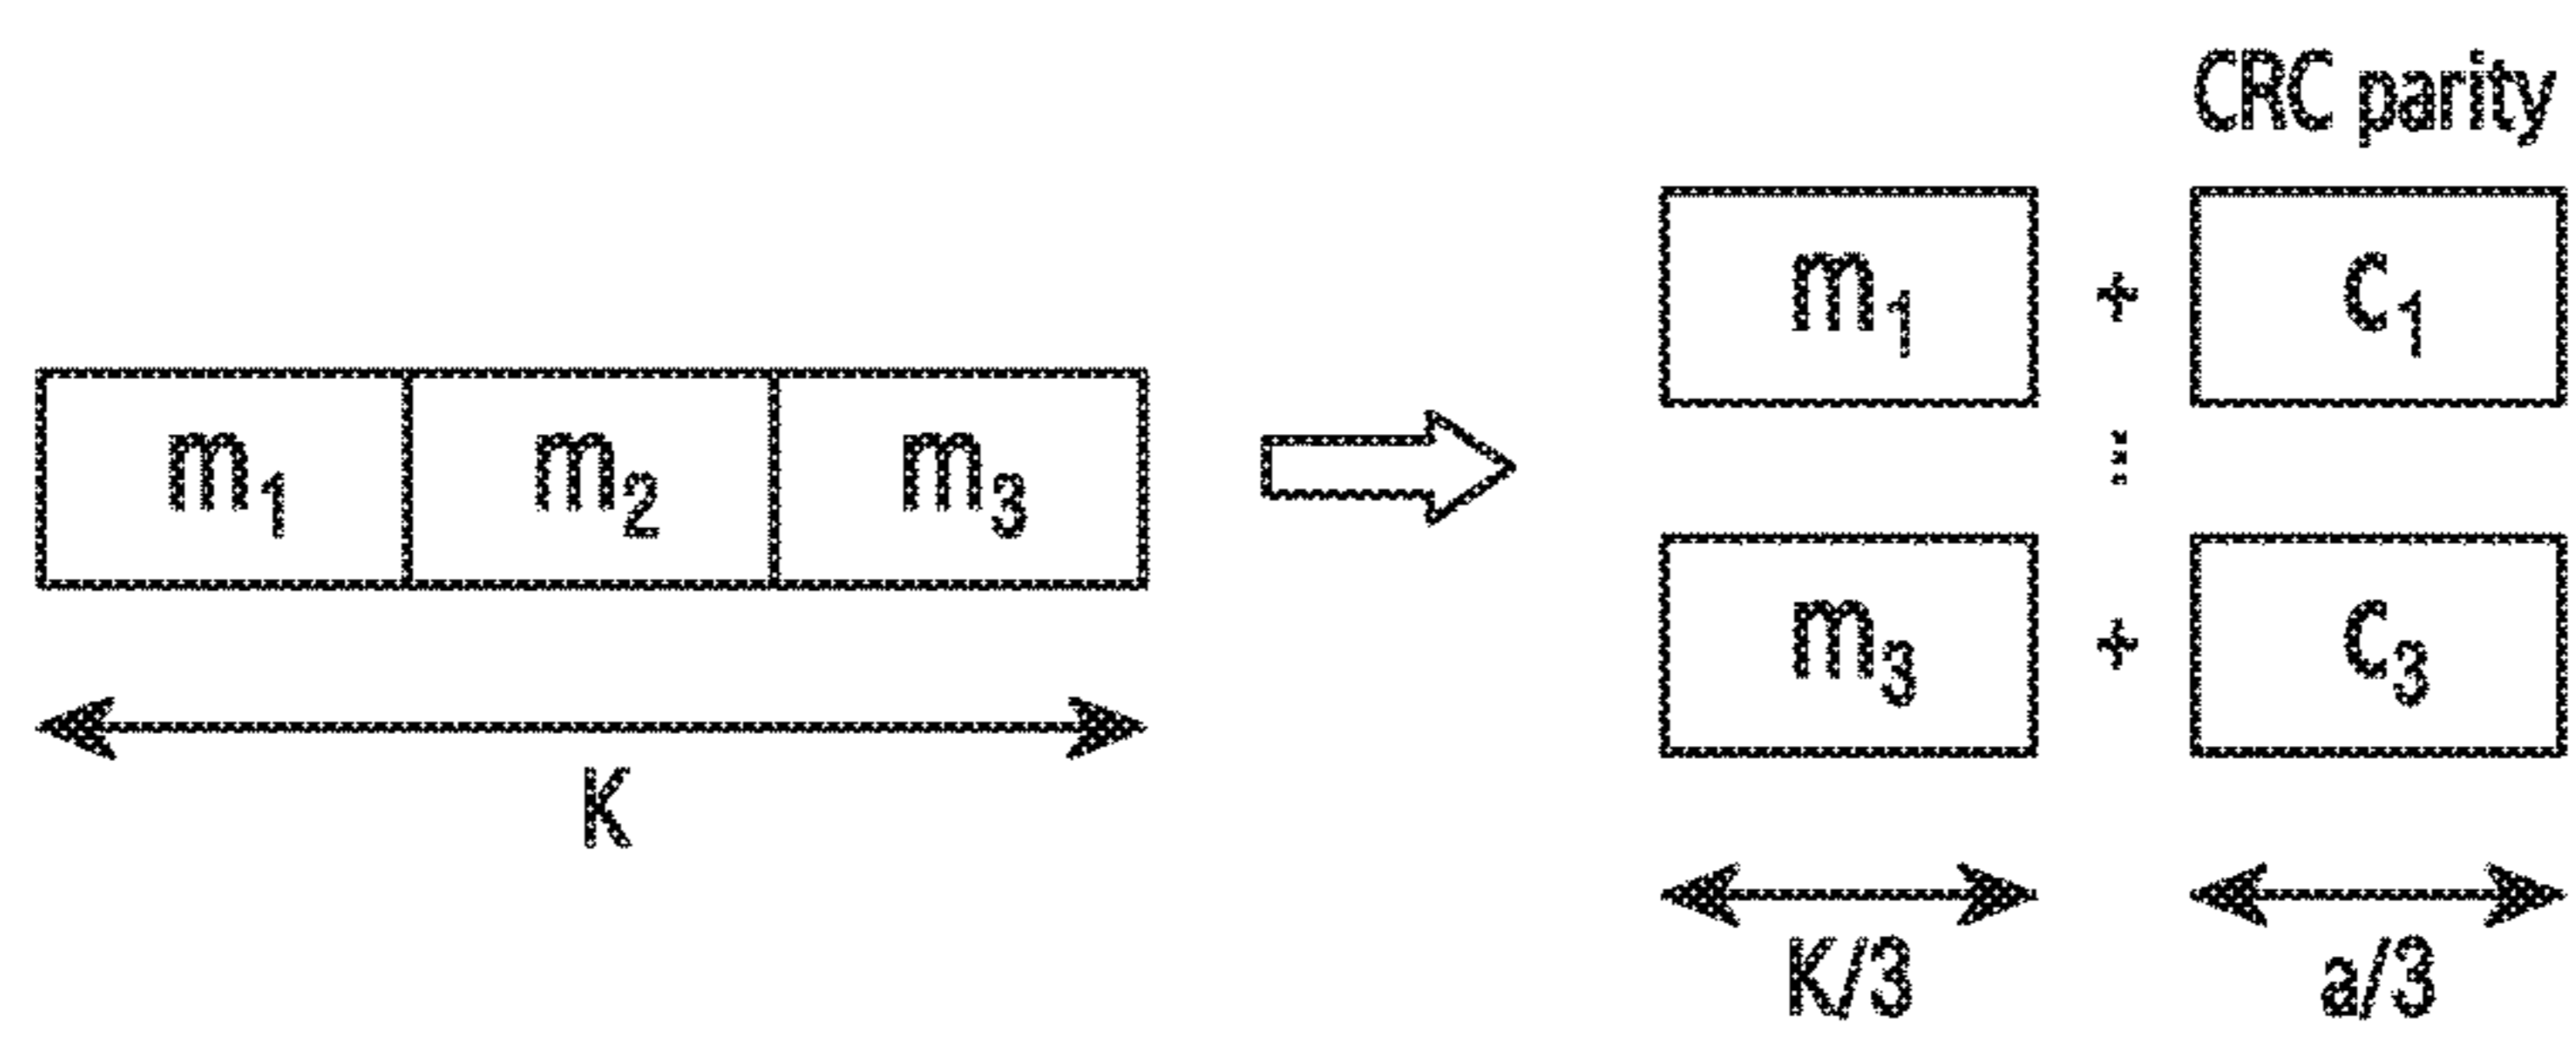 CRC parity
m1 + c1
⋮
m1 m2 m3
m3 + c3
K
K/3 a/3